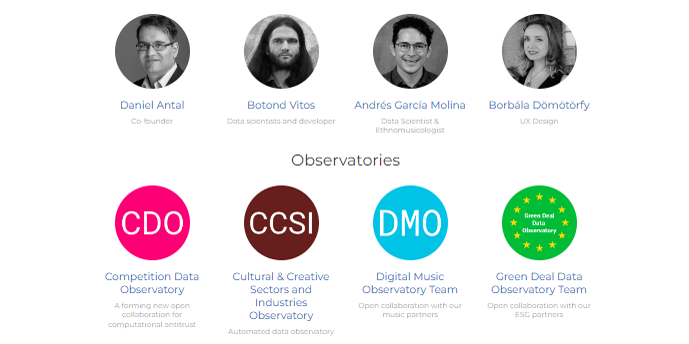 Daniel Antal
Botond Vitos
Andrés García Molina
Borbála Dömötörfy
Co-founder
Data scientists and developer
Data Scientist &
Ethnomusicologist
UX Design
Observatories
CDO
CCSI
DMO
Green Deal
Data
Observatory
Competition Data
Observatory
A forming new open
collaboration for
computational antitrust
Cultural & Creative
Sectors and
Industries
Observatory
Automated data observatory
Digital Music
Observatory Team
Open collaboration with our
music partners
Green Deal Data
Observatory Team
Open collaboration with our
ESG partners